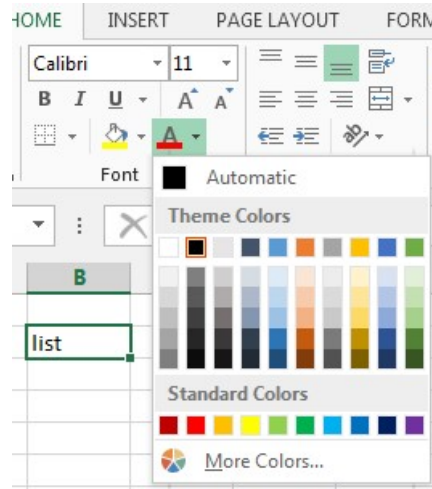 HOME INSERT PAGE LAYOUT FORM
Calibri 11
B I U A A
A
Font
Automatic
Theme Colors
B
list
Standard Colors
More Colors...